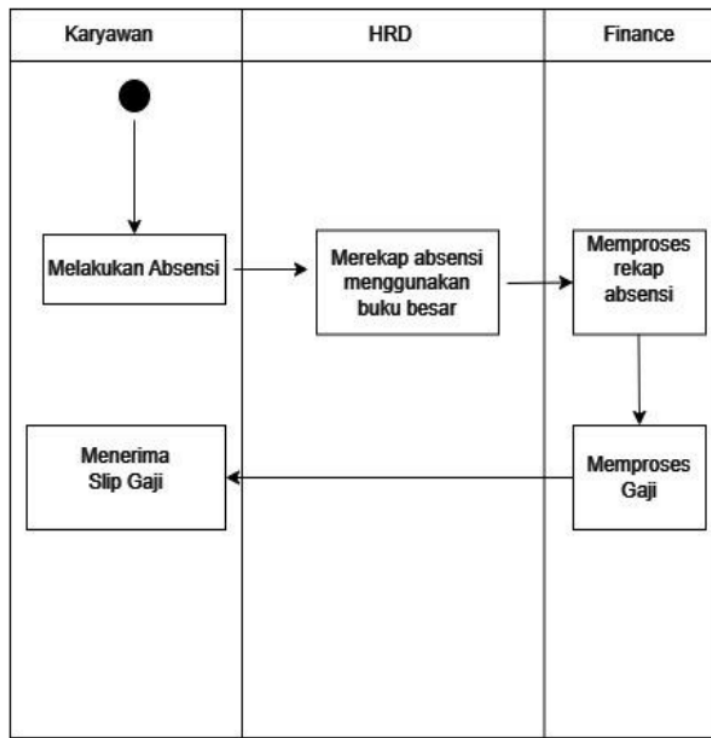 Karyawan
HRD
Finance
Melakukan Absensi
Merekap absensi
menggunakan
buku besar
Memproses
rekap
absensi
Menerima
Slip Gaji
Memproses
Gaji